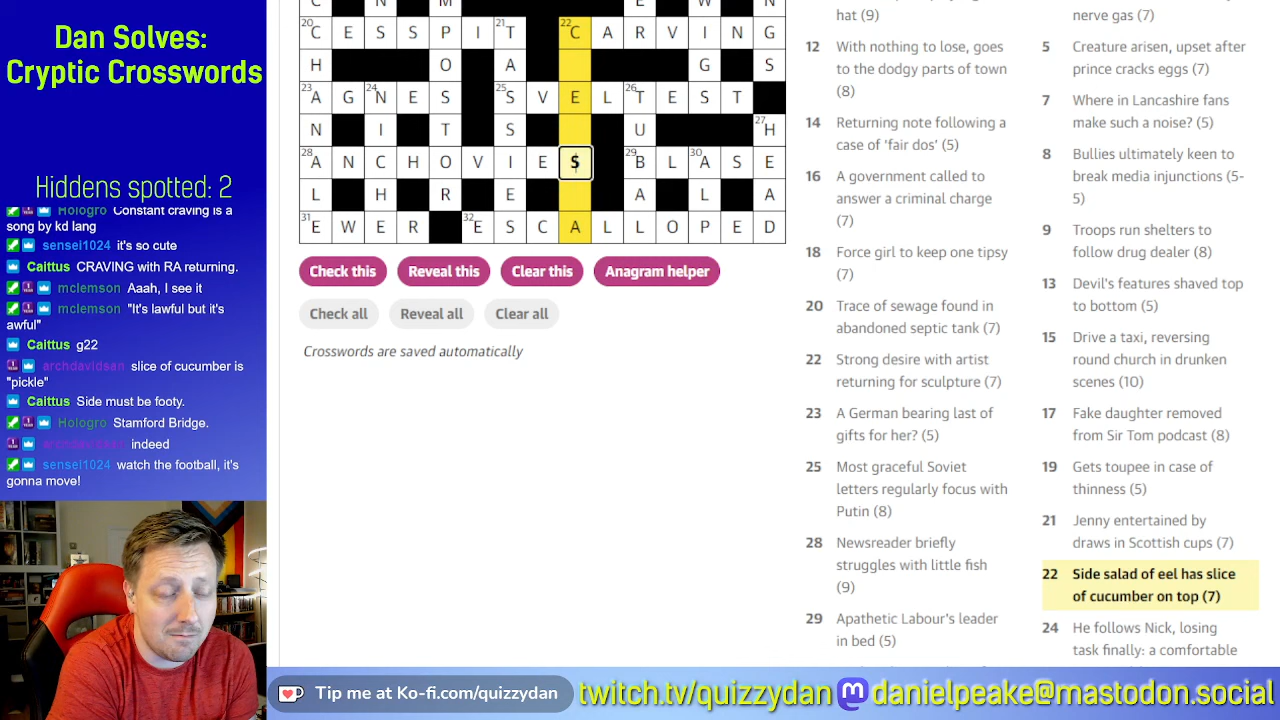 Dan Solves:
Cryptic Crosswords
Hiddens spotted: 2
Hologro Constant craving is a
song by kd lang
sensei1024 it's so cute
Caittus CRAVING with RA returning.
mclemson Aaah, I see it
mclemson "It's lawful but it's
awful"
Caittus g22
archdavidsan slice of cucumber is
"pickle"
Caittus Side must be footy.
Hologro Stamford Bridge.
archdavidsan indeed
sensei1024 watch the football, it's
gonna move!
20 C E S S P I 21 T 22 C A R V I N G
H O A G S
23 A G 24 N E S 25 S V E L 26 T E S T
N I T S U 27 H
28 A N C H O V I E S 29 B L 30 A S E
L H R E A L A
31 E W E R 32 E S C A L L O P E D
Check this
Reveal this
Clear this
Anagram helper
Check all
Reveal all
Clear all
Crosswords are saved automatically
hat (9)
12 With nothing to lose, goes
to the dodgy parts of town
(8)
14 Returning note following a
case of 'fair dos' (5)
16 A government called to
answer a criminal charge
(7)
18 Force girl to keep one tipsy
(7)
20 Trace of sewage found in
abandoned septic tank (7)
22 Strong desire with artist
returning for sculpture (7)
23 A German bearing last of
gifts for her? (5)
25 Most graceful Soviet
letters regularly focus with
Putin (8)
28 Newsreader briefly
struggles with little fish
(9)
29 Apathetic Labour's leader
in bed (5)
nerve gas (7)
5 Creature arisen, upset after
prince cracks eggs (7)
7 Where in Lancashire fans
make such a noise? (5)
8 Bullies ultimately keen to
break media injunctions (5-
5)
9 Troops run shelters to
follow drug dealer (8)
13 Devil's features shaved top
to bottom (5)
15 Drive a taxi, reversing
round church in drunken
scenes (10)
17 Fake daughter removed
from Sir Tom podcast (8)
19 Gets toupee in case of
thinness (5)
21 Jenny entertained by
draws in Scottish cups (7)
22 Side salad of eel has slice
of cucumber on top (7)
24 He follows Nick, losing
task finally: a comfortable
Tip me at Ko-fi.com/quizzydan
twitch.tv/quizzydan
danielpeake@mastodon.social